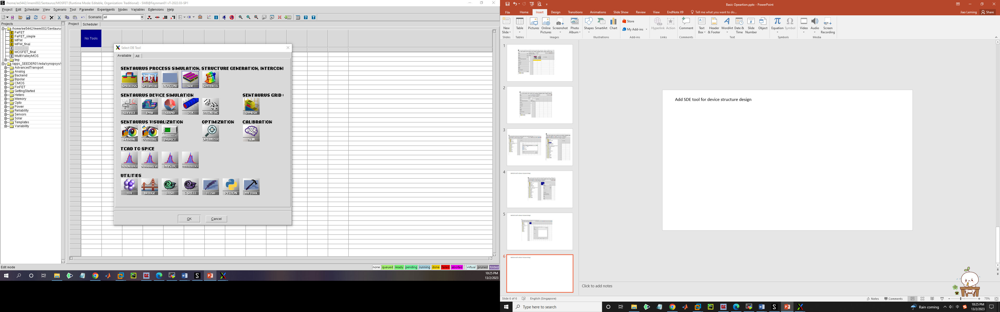 /home/ee5442/imem002/Sentaurus/MOSFET (Runtime Mode: Editable, Organization: Traditional) - SWB@Feynman01 vT-2022.03-SP1
Project Edit Scheduler View Scenario Tool Parameter Experiments Nodes Variables Extensions Help
Scenario: all
Projects
/home/ee5442/imem002/Sentaurus
FeFET
FeFET_simple
MFM
MFM_final
MOSFET_final
MultiValleyMOS
tmp
/apps_SEEDER01/eda/synopsys/s
AdvancedTransport
Analog
Backend
Bipolar
CMOS
FinFET
GettingStarted
Hetero
Memory
Opto
Power
Reliability
Sensors
Solar
Templates
Variability
Project Scheduler
No Tools
Select DB Tool
Available All
SENTAURUS PROCESS SIMULATION, STRUCTURE GENERATION, INTERCON
SPROCESS SPTOPO3D (NO ICON) SDE SINTERCO.
SENTAURUS DEVICE SIMULATION SENTAURUS GRID
SDEVICE EMW SBAND QTX GARAND MC SNMESH
SENTAURUS VISUALIZATION OPTIMIZATION CALIBRATION
SVISUAL SVISUAL INSPECT OPTIMIZER SCW
TCAD TO SPICE
GARAND VE MYSTIC
UTILITIES
TDX BRIDGE BASH C SHELL TCLSH PYTHON MY TOOL
OK Cancel
Edit mode
none queued ready pending running done failed aborted virtual pruned folded
10:25 PM
13/2/2023
Basic Opeartion.pptx - PowerPoint
File Home Insert Design Transitions Animations Slide Show Review View EndNote X9 Tell me what you want to do...
Jiao Leming Share
New Slide
Table
Pictures
Online Pictures
Screenshot
Photo Album
Shapes
SmartArt
Chart
Store
My Add-ins
Hyperlink
Action
Comment
Text Box
Header & Footer
WordArt
Date & Time
Slide Number
Object
Equation
Symbol
Video
Audio
Screen Recording
Slides Tables Images Illustrations Add-ins Links Comments Text Symbols Media
1
2
3
4
5
6
Add SDE tool for device structure design
Click to add notes
Slide 6 of 6 English (Singapore)
Notes Comments 75%
Type here to search
Rain coming
中
10:25 PM
13/2/2023